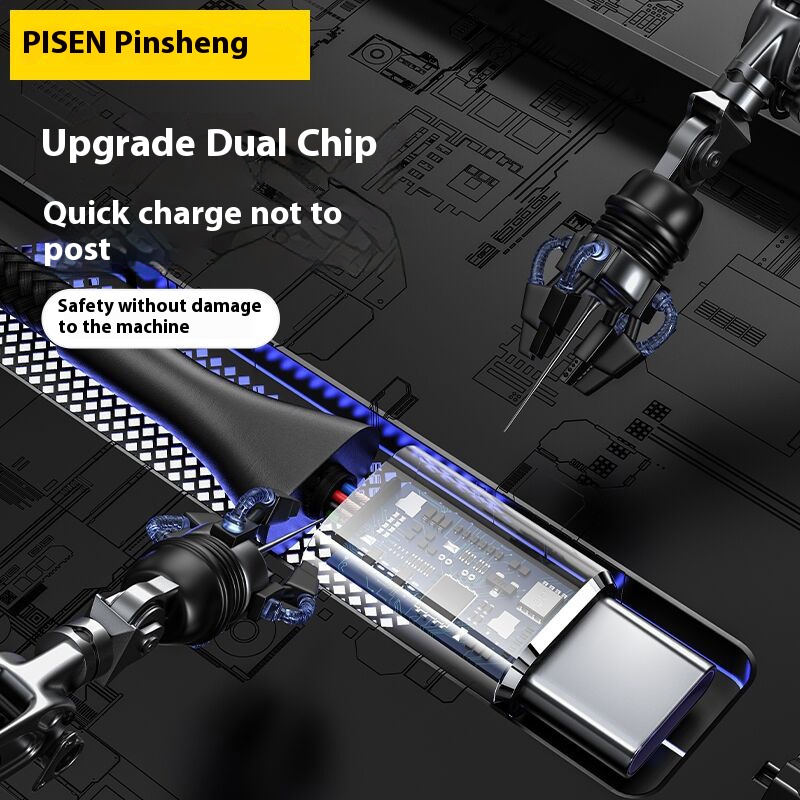 PISEN Pinsheng
Upgrade Dual Chip
Quick charge not to
post
Safety without damage
to the machine